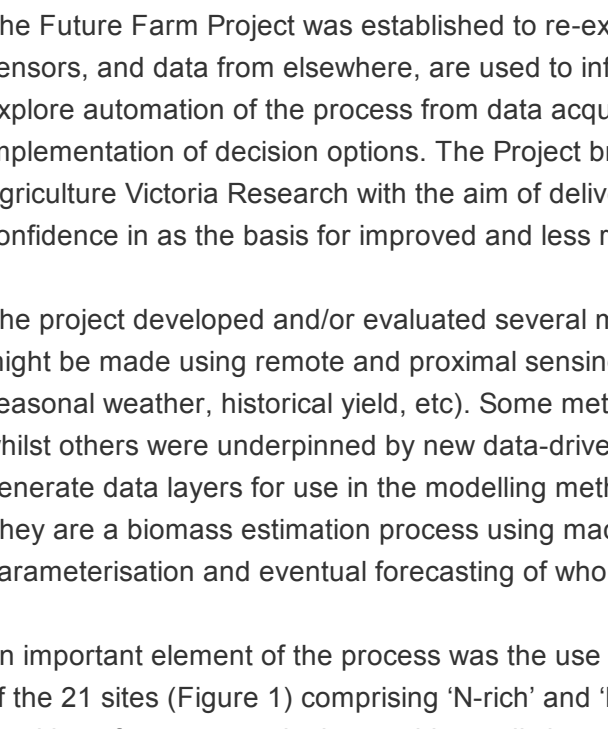 he Future Farm Project was established to re-ex
ensors, and data from elsewhere, are used to inf
xplore automation of the process from data acqu
mplementation of decision options. The Project br
griculture Victoria Research with the aim of deliv
onfidence in as the basis for improved and less r
he project developed and/or evaluated several m
ight be made using remote and proximal sensin
easonal weather, historical yield, etc). Some met
hilst others were underpinned by new data-drive
enerate data layers for use in the modelling meth
hey are a biomass estimation process using mac
arameterisation and eventual forecasting of who
n important element of the process was the use
f the 21 sites (Figure 1) comprising ‘N-rich’ and ‘